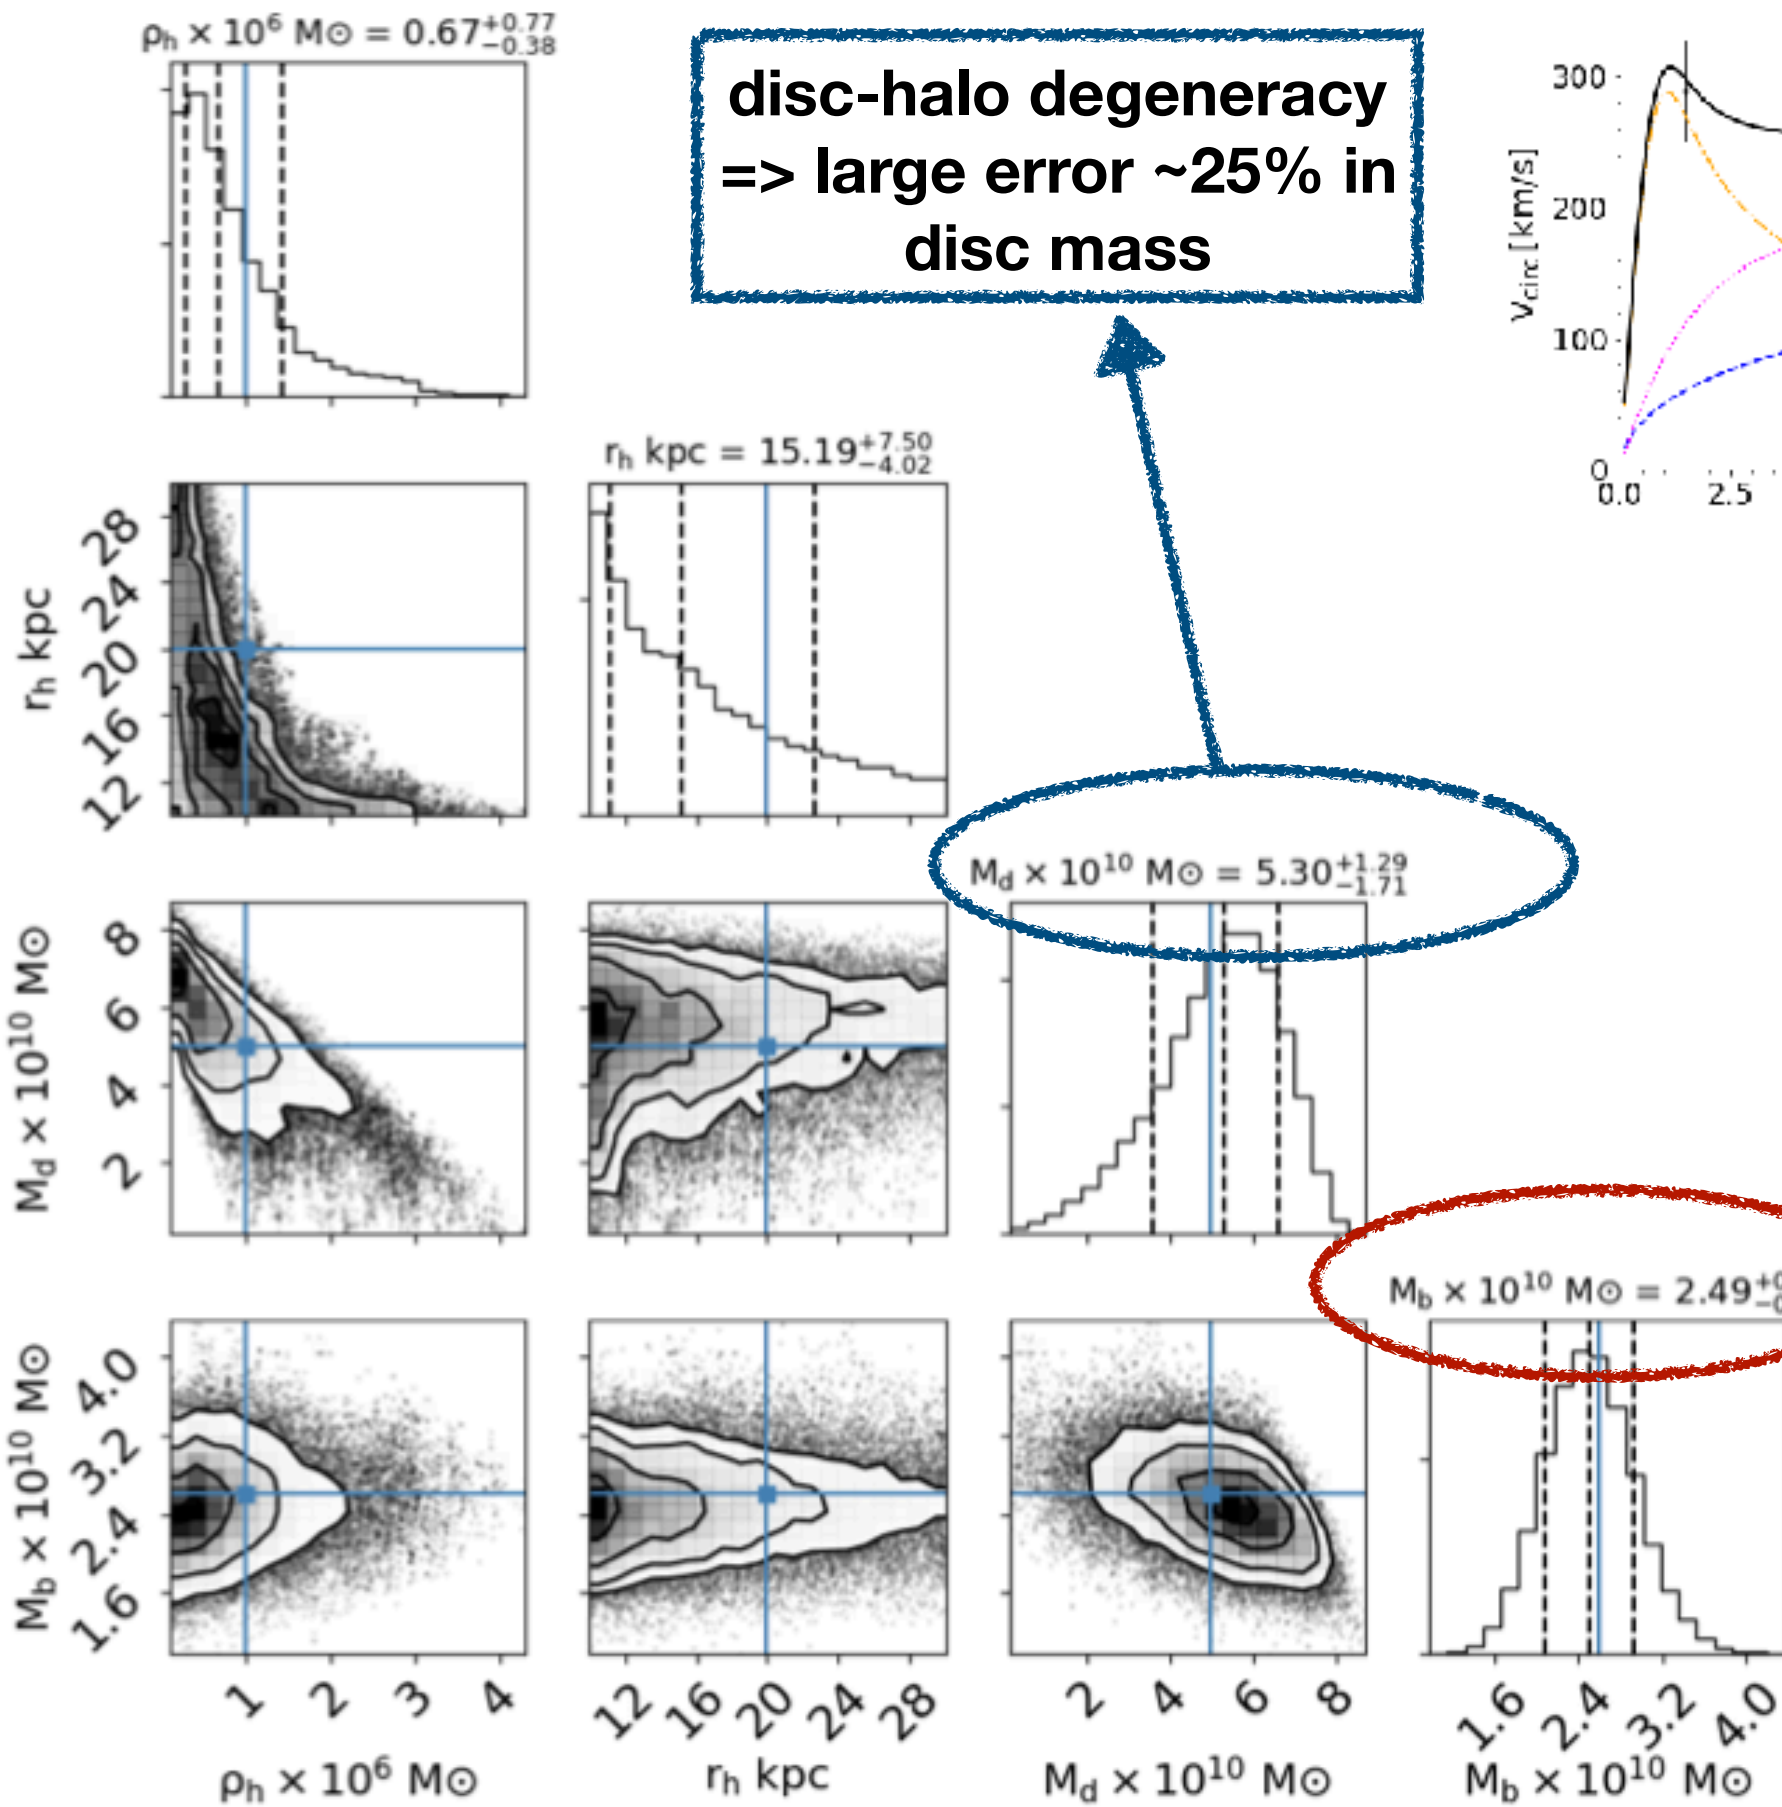 ρh × 10⁶ M⊙ = 0.67 +0.77 −0.38
disc-halo degeneracy
=> large error ~25% in
disc mass
300
200
100
0
Vcirc [km/s]
0.0 2.5
rh kpc = 15.19 +7.50 −4.02
rh kpc
28
24
20
16
12
Md × 10¹⁰ M⊙ = 5.30 +1.29 −1.71
Md × 10¹⁰ M⊙
8
6
4
2
Mb × 10¹⁰ M⊙ = 2.49 +0 −0
Mb × 10¹⁰ M⊙
4.0
3.2
2.4
1.6
1 2 3 4
12 16 20 24 28
2 4 6 8
1.6 2.4 3.2 4.0
ρh × 10⁶ M⊙
rh kpc
Md × 10¹⁰ M⊙
Mb × 10¹⁰ M⊙